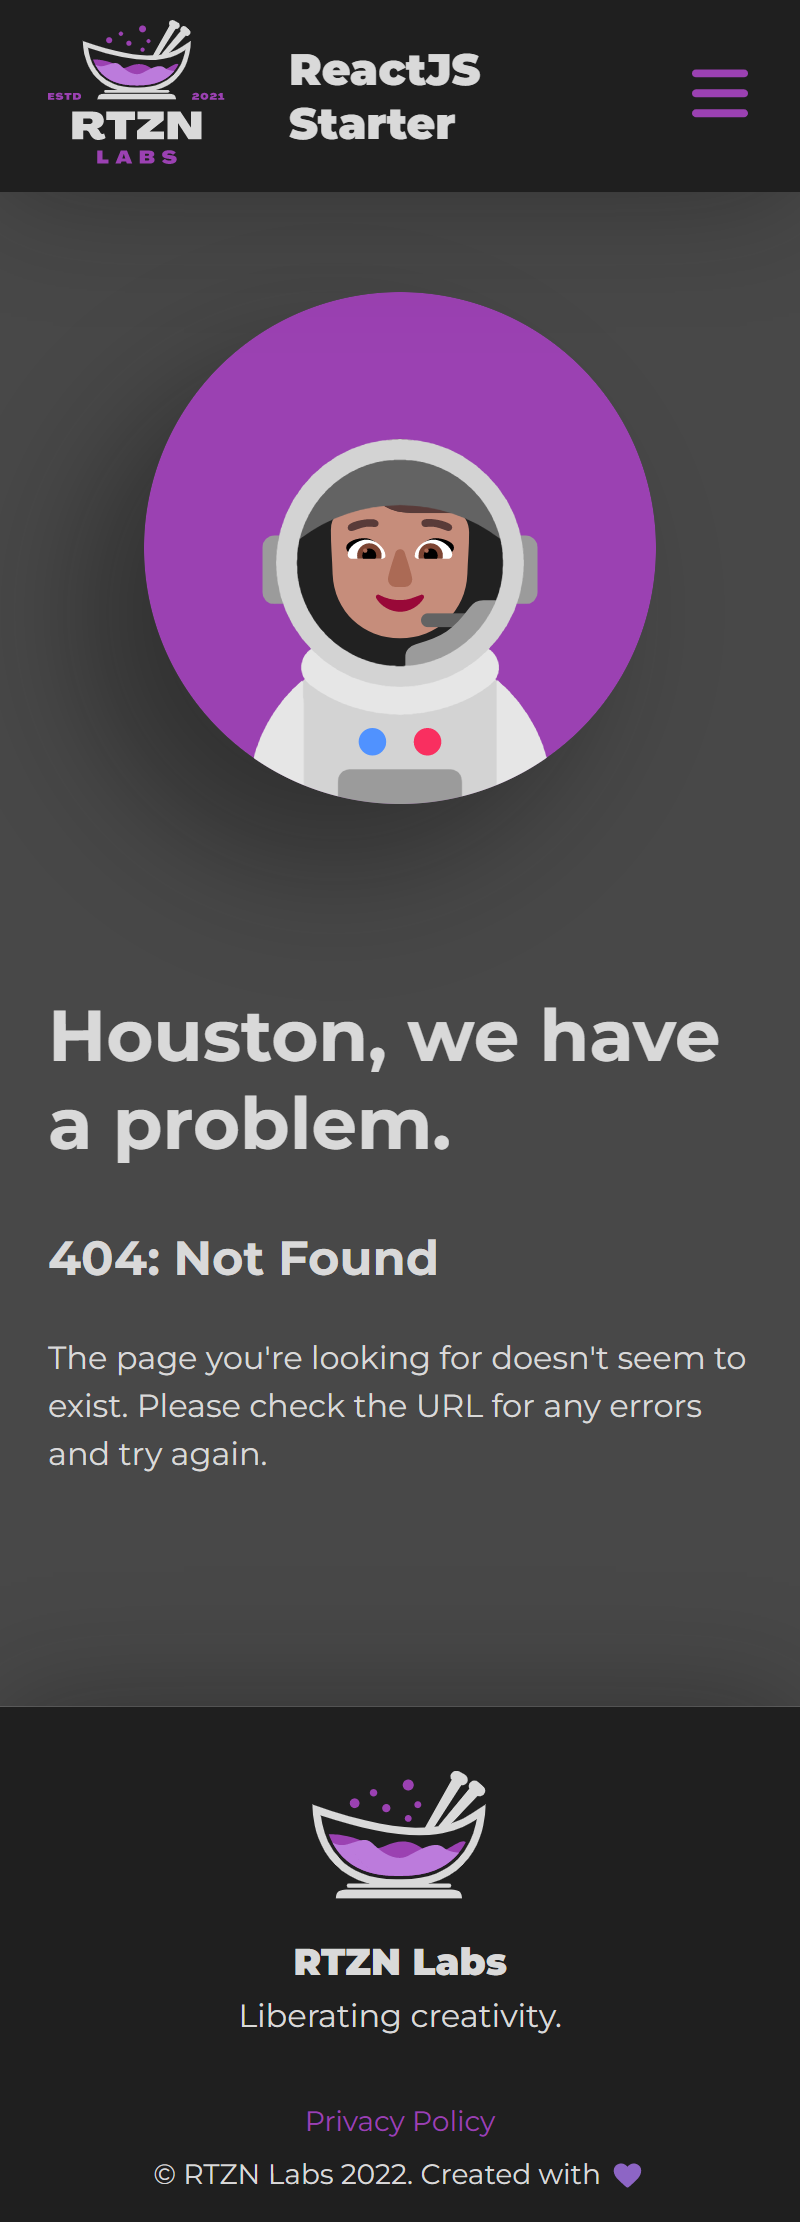 ESTD 2021
RTZN
LABS
ReactJS
Starter
Houston, we have
a problem.
404: Not Found
The page you're looking for doesn't seem to
exist. Please check the URL for any errors
and try again.
RTZN Labs
Liberating creativity.
Privacy Policy
© RTZN Labs 2022. Created with